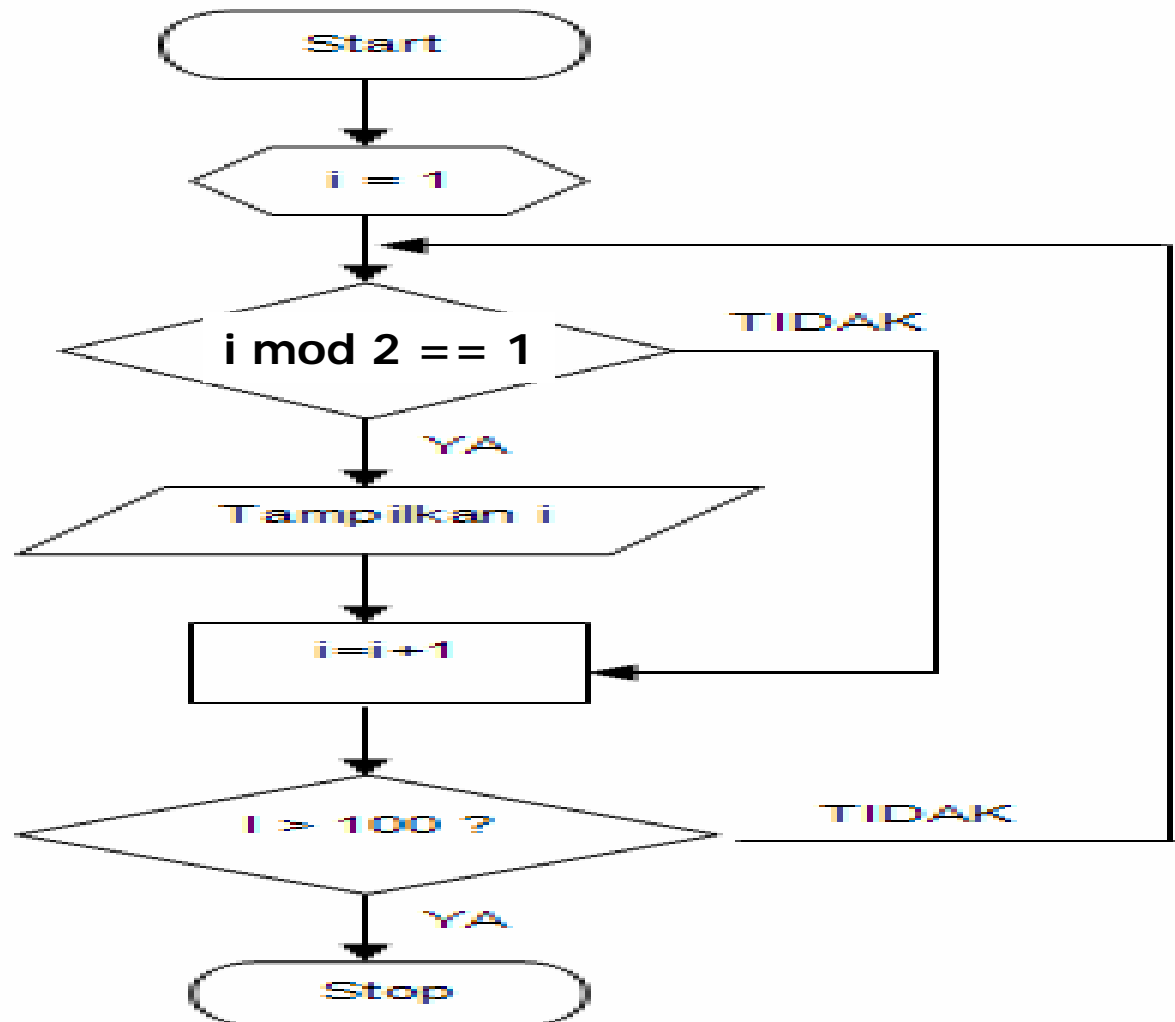 Start
i = 1
i mod 2 == 1
TIDAK
YA
Tampilkan i
i=i+1
I > 100 ?
TIDAK
YA
Stop